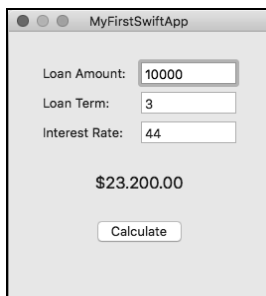 MyFirstSwiftApp
Loan Amount: 10000
Loan Term: 3
Interest Rate: 44
$23.200.00
Calculate